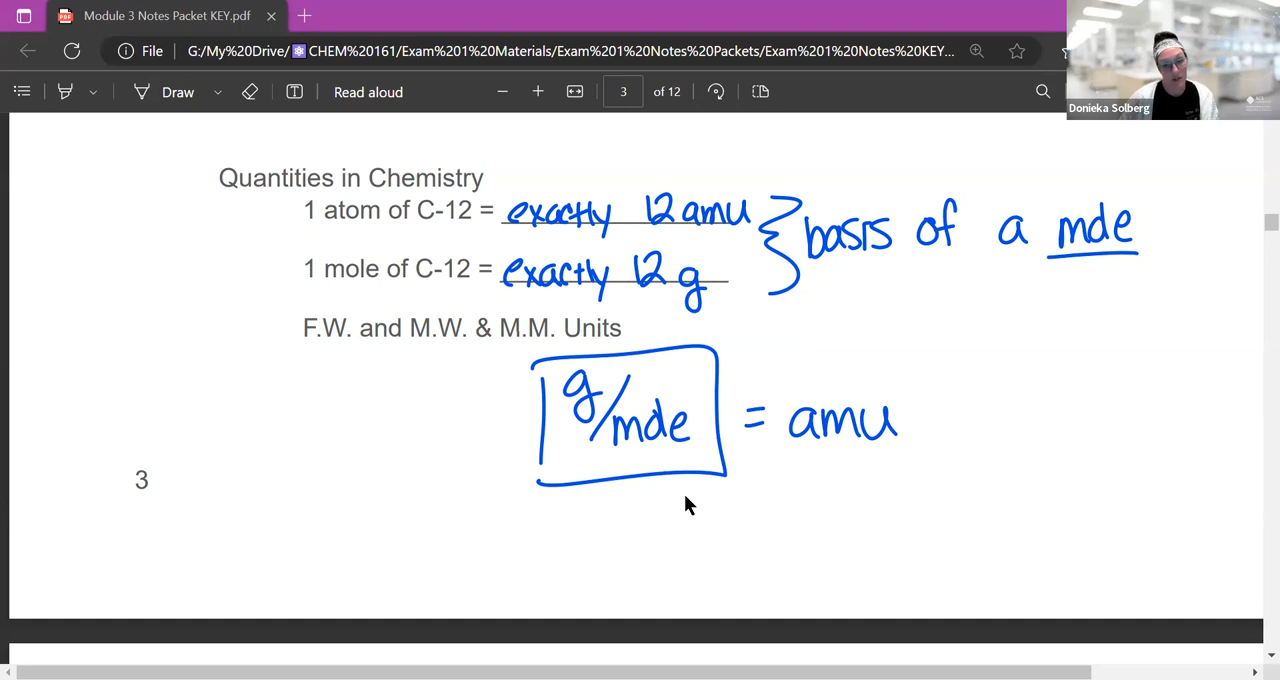 Module 3 Notes Packet KEY.pdf
File G:/My%20Drive/ CHEM%20161/Exam%201%20Materials/Exam%201%20Notes%20Packets/Exam%201%20Notes%20KEY...
Draw Read aloud 3 of 12
Donieka Solberg
Quantities in Chemistry
1 atom of C-12 = exactly 12 amu
1 mole of C-12 = exactly 12 g
basis of a mole
F.W. and M.W. & M.M. Units
g/mole = amu
3